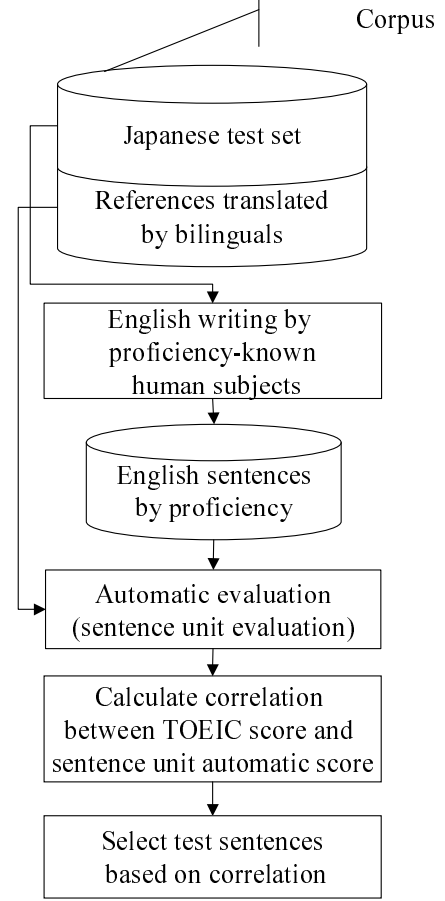 Corpus
Japanese test set
References translated
by bilinguals
English writing by
proficiency-known
human subjects
English sentences
by proficiency
Automatic evaluation
(sentence unit evaluation)
Calculate correlation
between TOEIC score and
sentence unit automatic score
Select test sentences
based on correlation